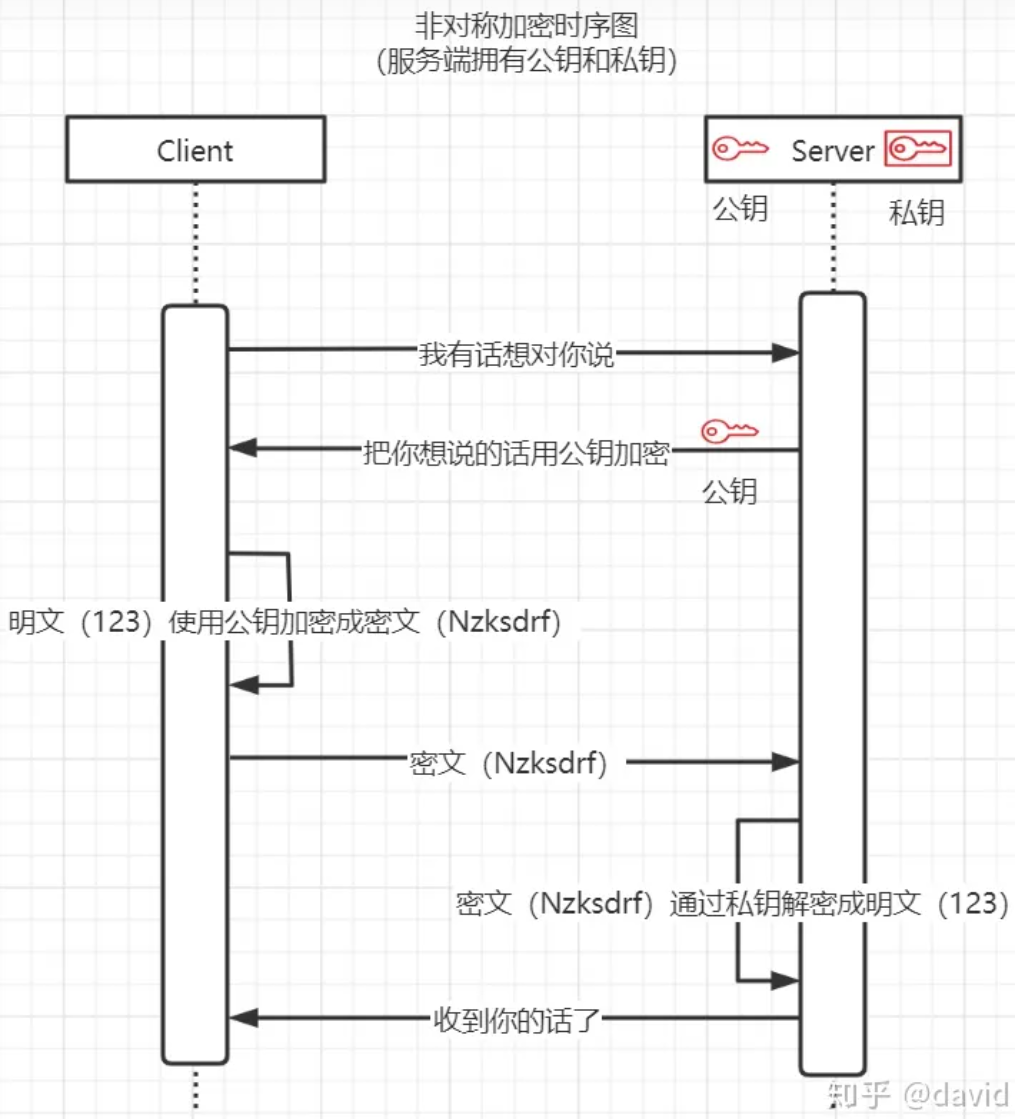 非对称加密时序图
（服务端拥有公钥和私钥）
Client
Server
公钥
私钥
我有话想对你说
把你想说的话用公钥加密
公钥
明文（123）使用公钥加密成密文（Nzksdrf）
密文（Nzksdrf）
密文（Nzksdrf）通过私钥解密成明文（123）
收到你的话了
知乎 @david